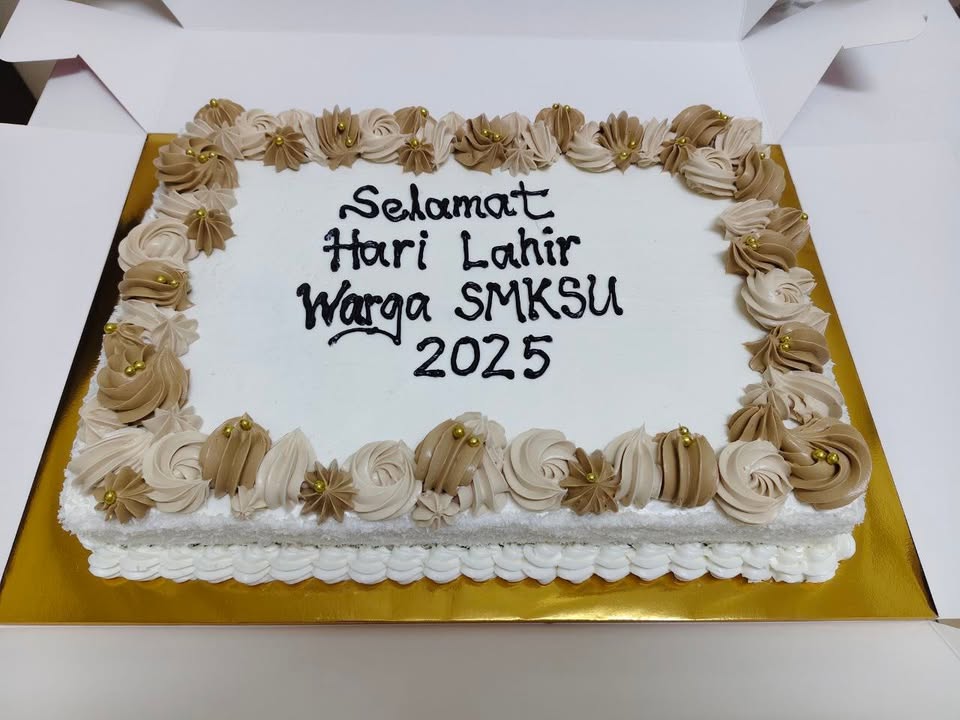 Selamat
Hari Lahir
Warga SMKSU
2025